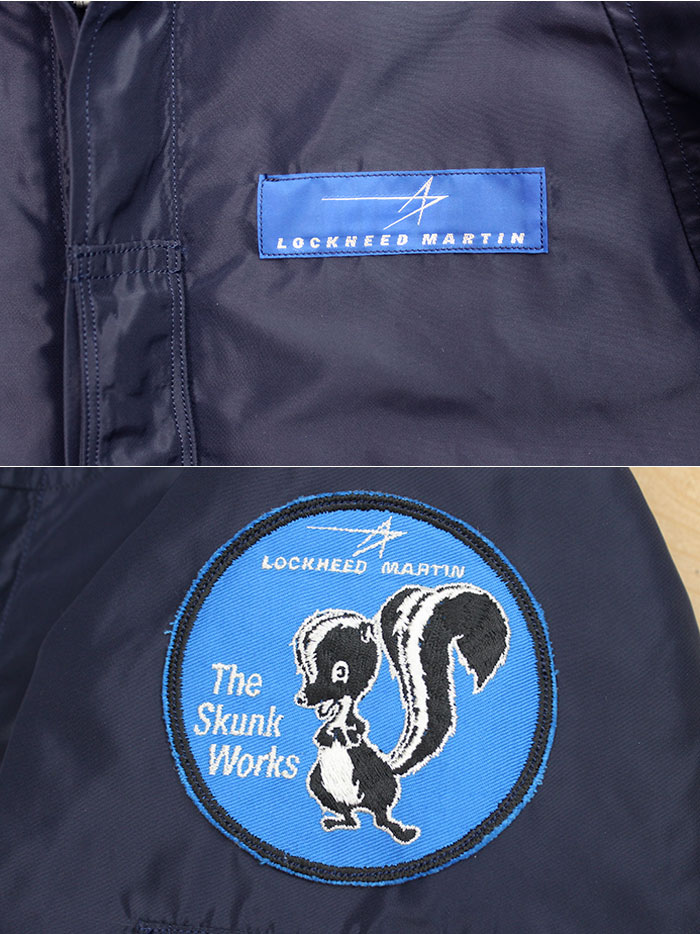 LOCKHEED MARTIN
LOCKHEED MARTIN
The
Skunk
Works